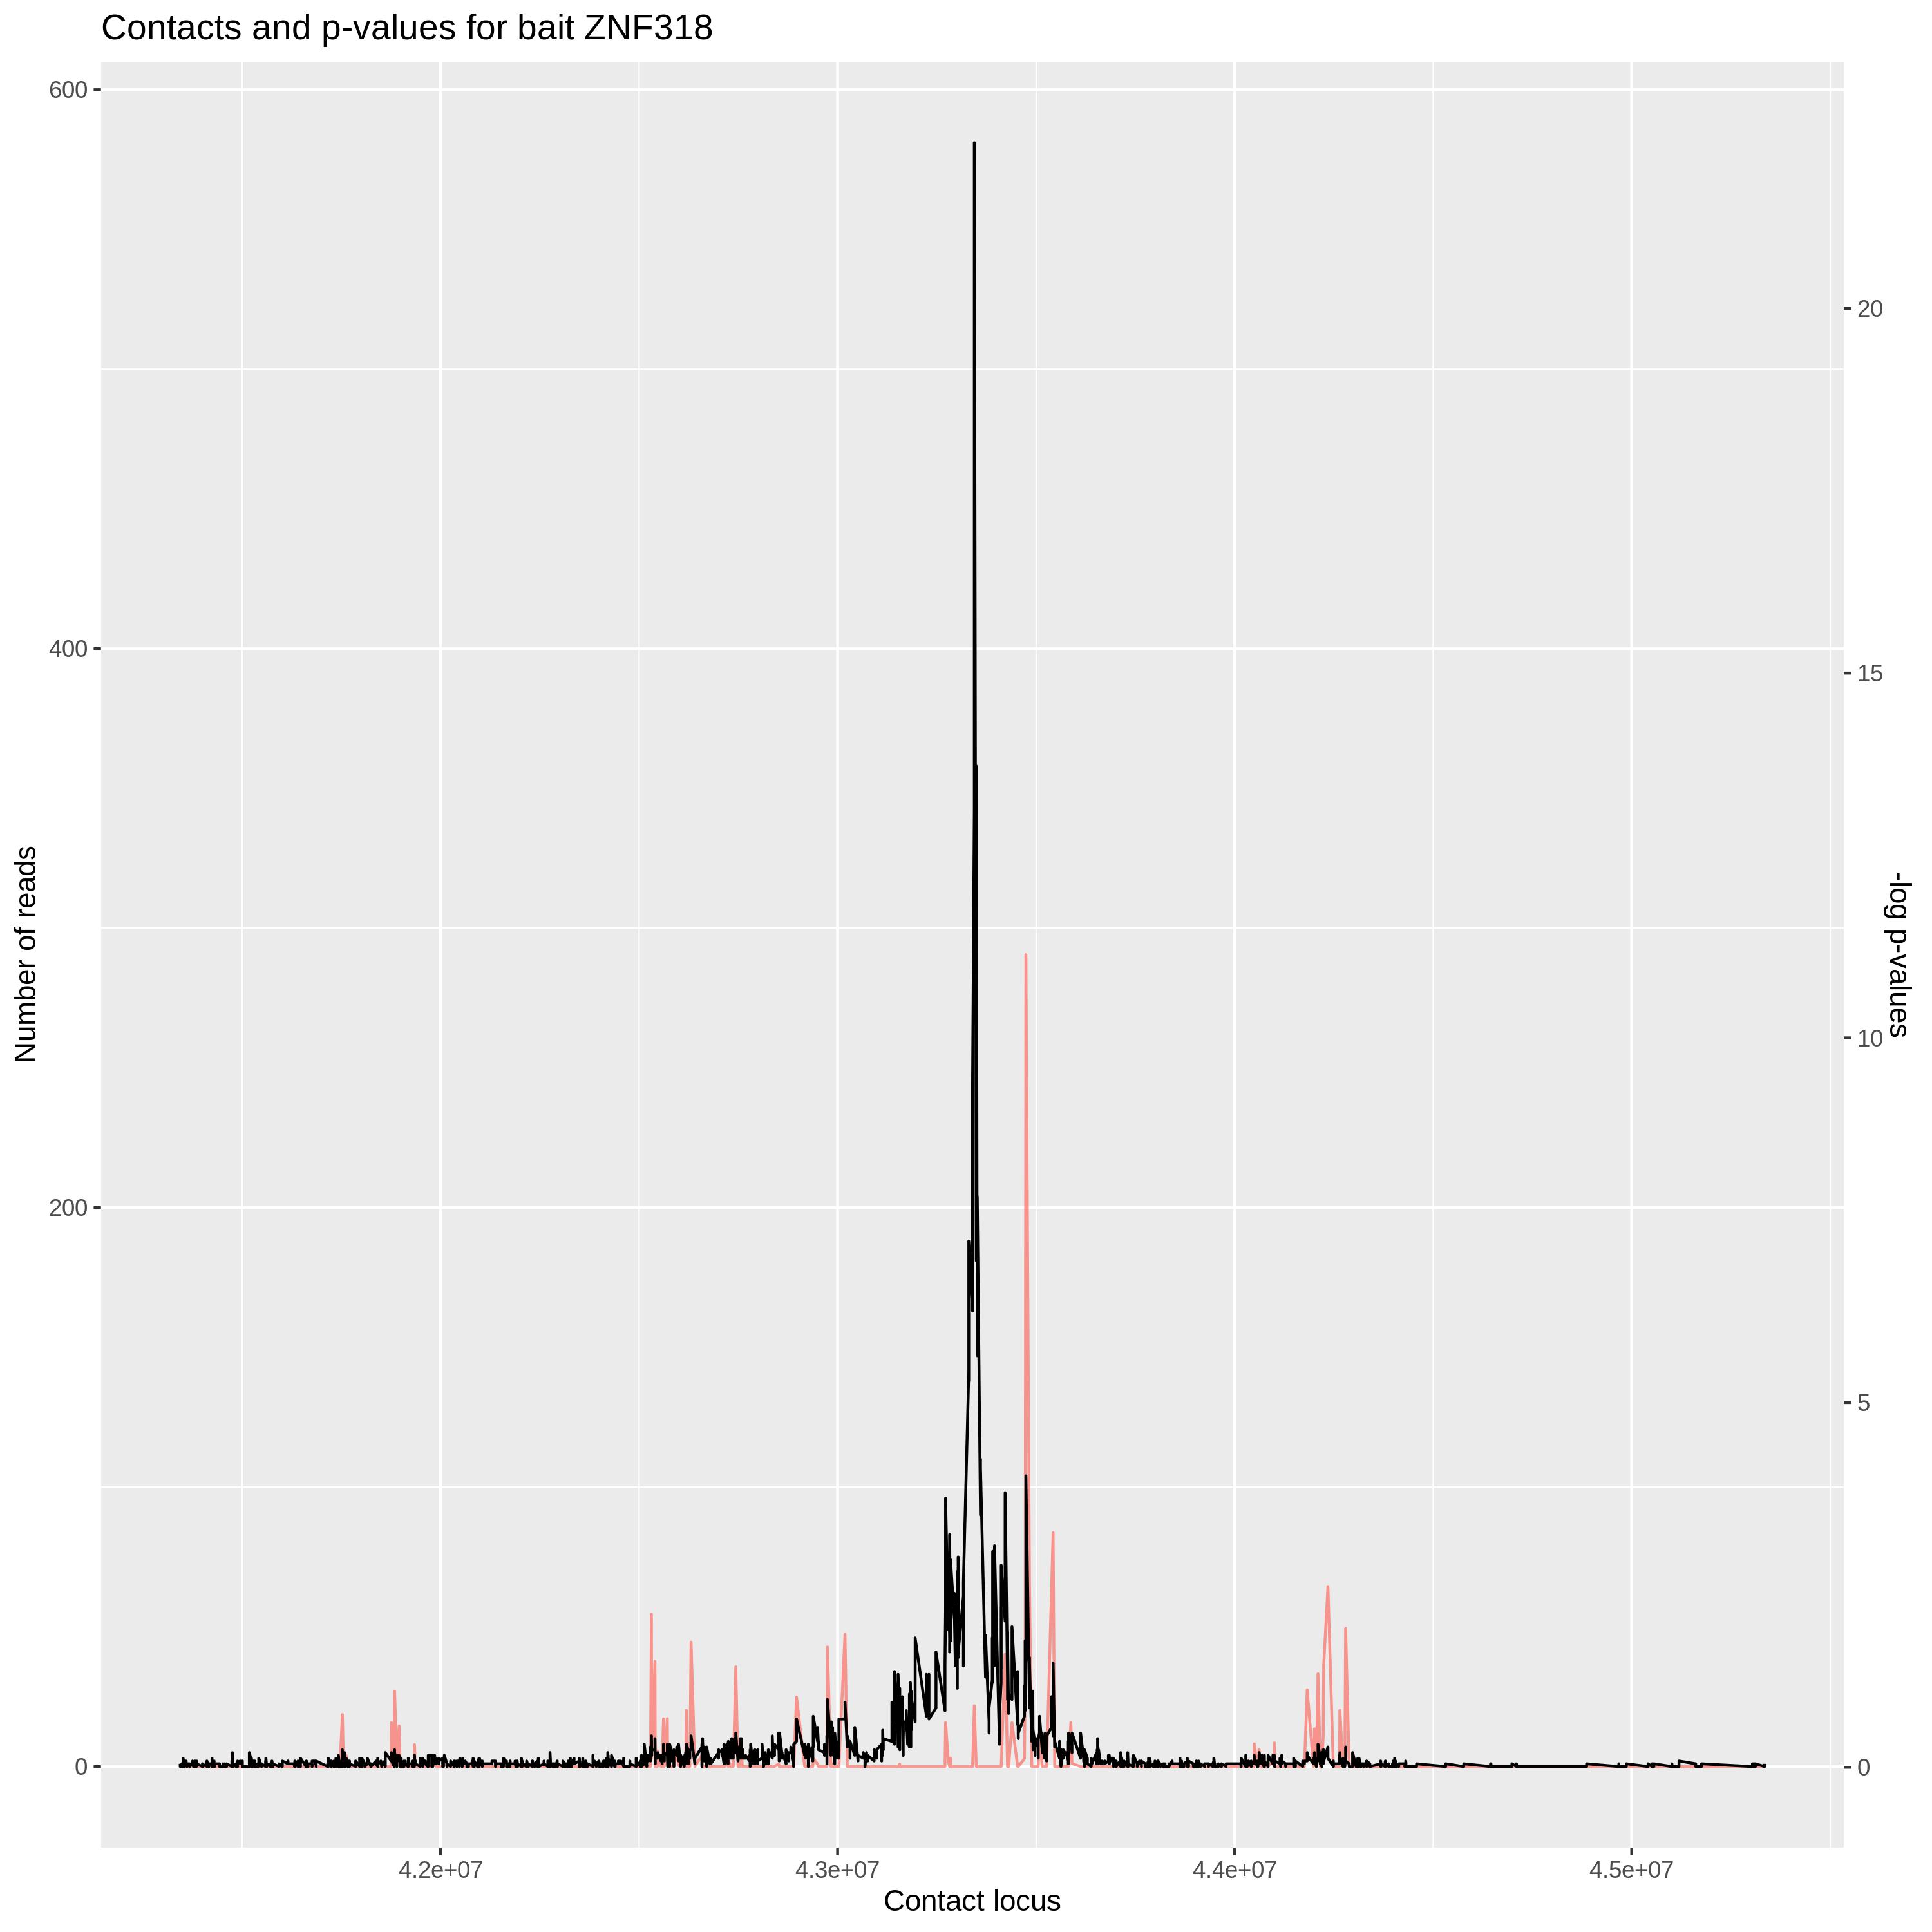 Contacts and p-values for bait ZNF318
600
400
200
0
20
15
10
5
0
Number of reads
-log p-values
4.2e+07
4.3e+07
4.4e+07
4.5e+07
Contact locus